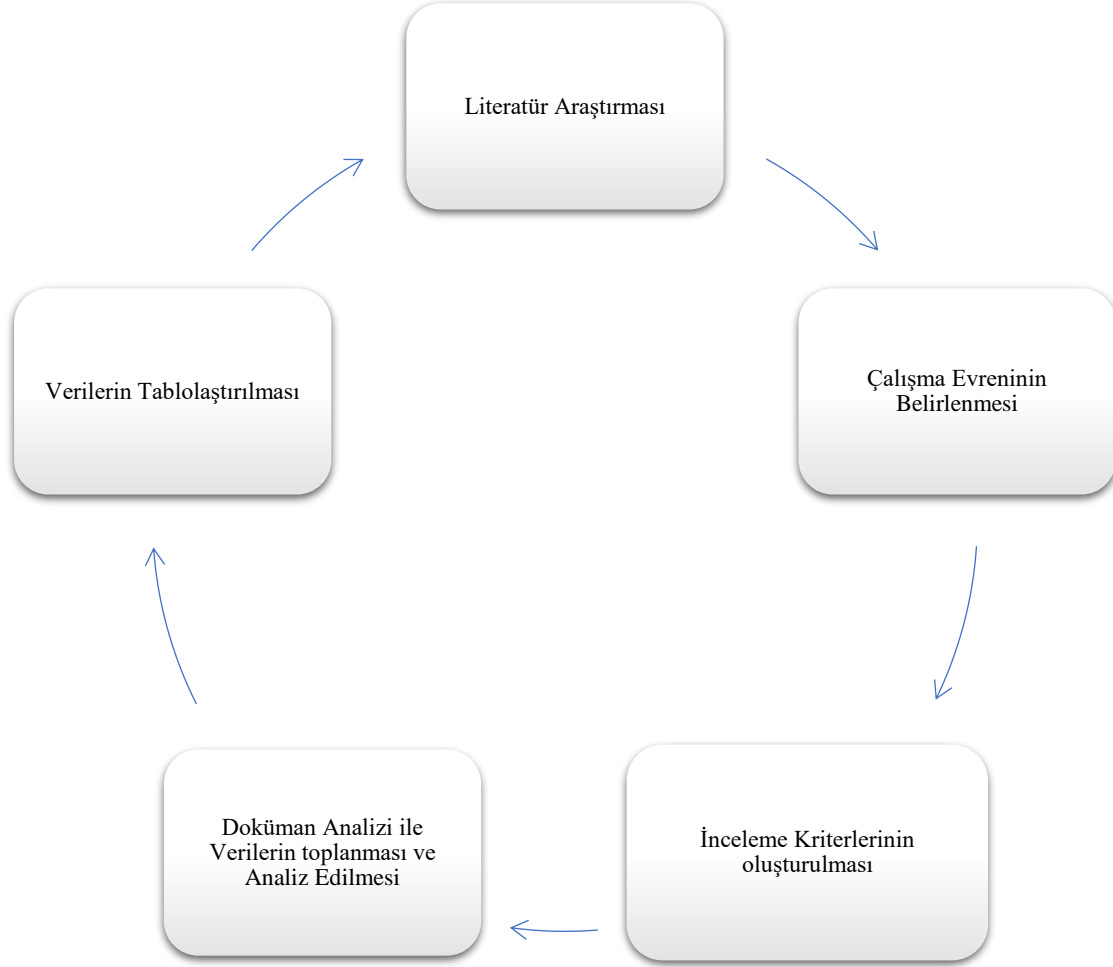 Literatür Araştırması
Çalışma Evreninin
Belirlenmesi
İnceleme Kriterlerinin
oluşturulması
Doküman Analizi ile
Verilerin toplanması ve
Analiz Edilmesi
Verilerin Tablolaştırılması